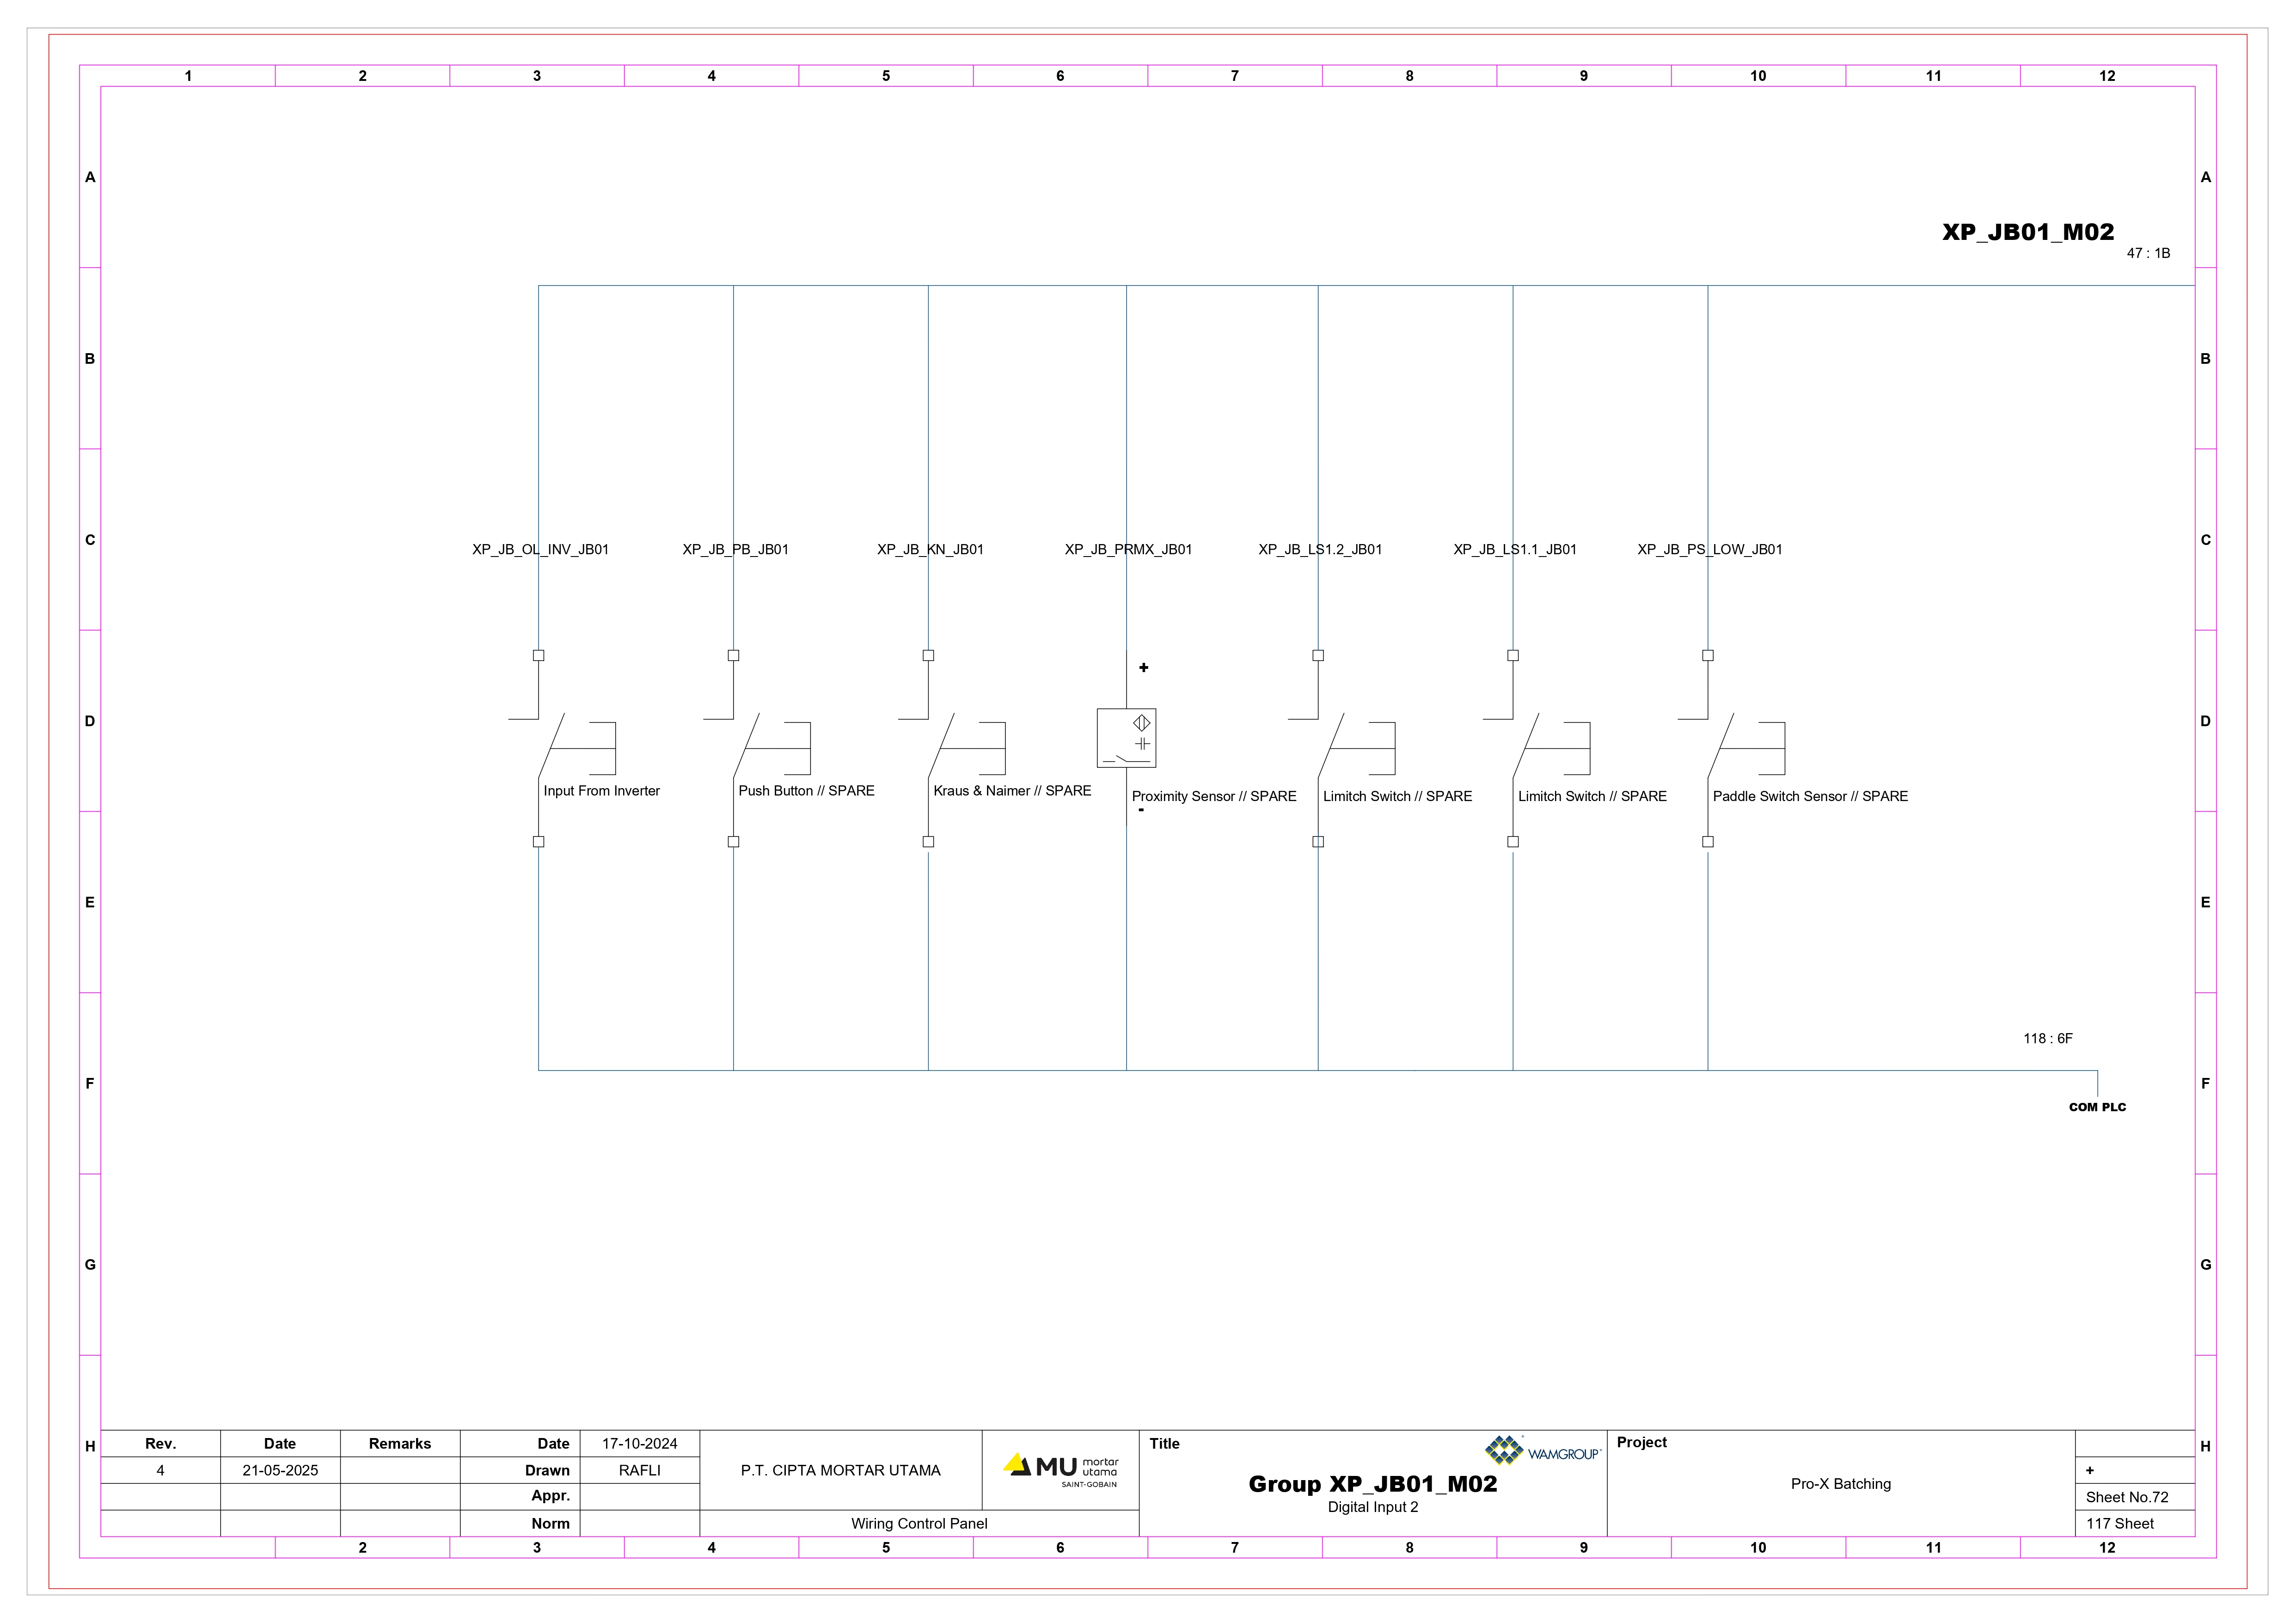 1 2 3 4 5 6 7 8 9 10 11 12
A A
XP_JB01_M02
47 : 1B
B B
C C
XP_JB_OL_INV_JB01 XP_JB_PB_JB01 XP_JB_KN_JB01 XP_JB_PRMX_JB01 XP_JB_LS1.2_JB01 XP_JB_LS1.1_JB01 XP_JB_PS_LOW_JB01
+
D D
Input From Inverter Push Button // SPARE Kraus & Naimer // SPARE Proximity Sensor // SPARE Limitch Switch // SPARE Limitch Switch // SPARE Paddle Switch Sensor // SPARE
-
E E
118 : 6F
F F
COM PLC
G G
H H
Rev. Date Remarks Date 17-10-2024
4 21-05-2025 Drawn RAFLI
Appr.
Norm
P.T. CIPTA MORTAR UTAMA
MU mortar
utama
SAINT-GOBAIN
Wiring Control Panel
Title
WAMGROUP
Group XP_JB01_M02
Digital Input 2
Project
Pro-X Batching
+
Sheet No.72
117 Sheet
2 3 4 5 6 7 8 9 10 11 12